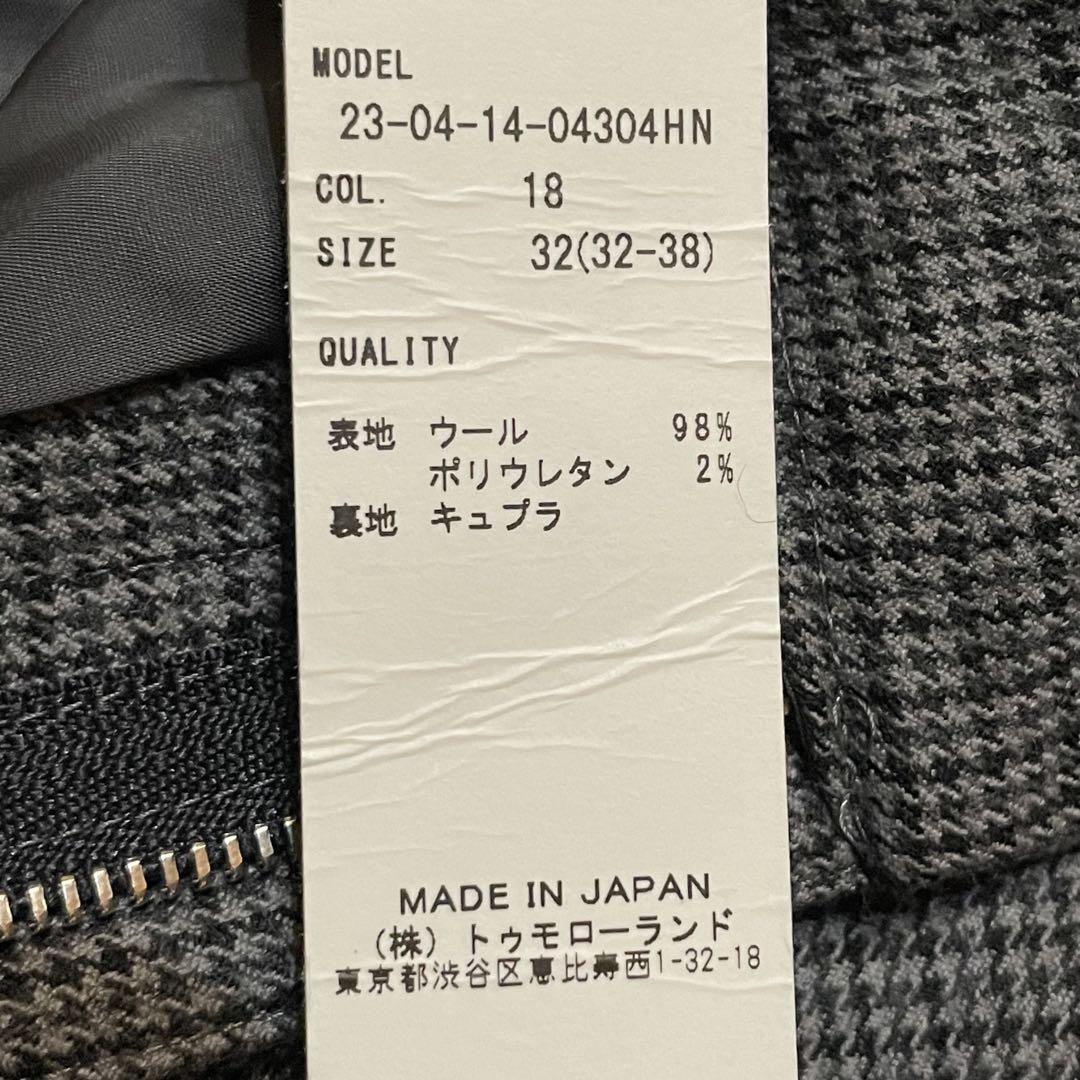 MODEL
23-04-14-04304HN
COL. 18
SIZE 32(32-38)
QUALITY
表地 ウール 98%
ポリウレタン 2%
裏地 キュプラ
MADE IN JAPAN
(株) トゥモローランド
東京都渋谷区恵比寿西1-32-18